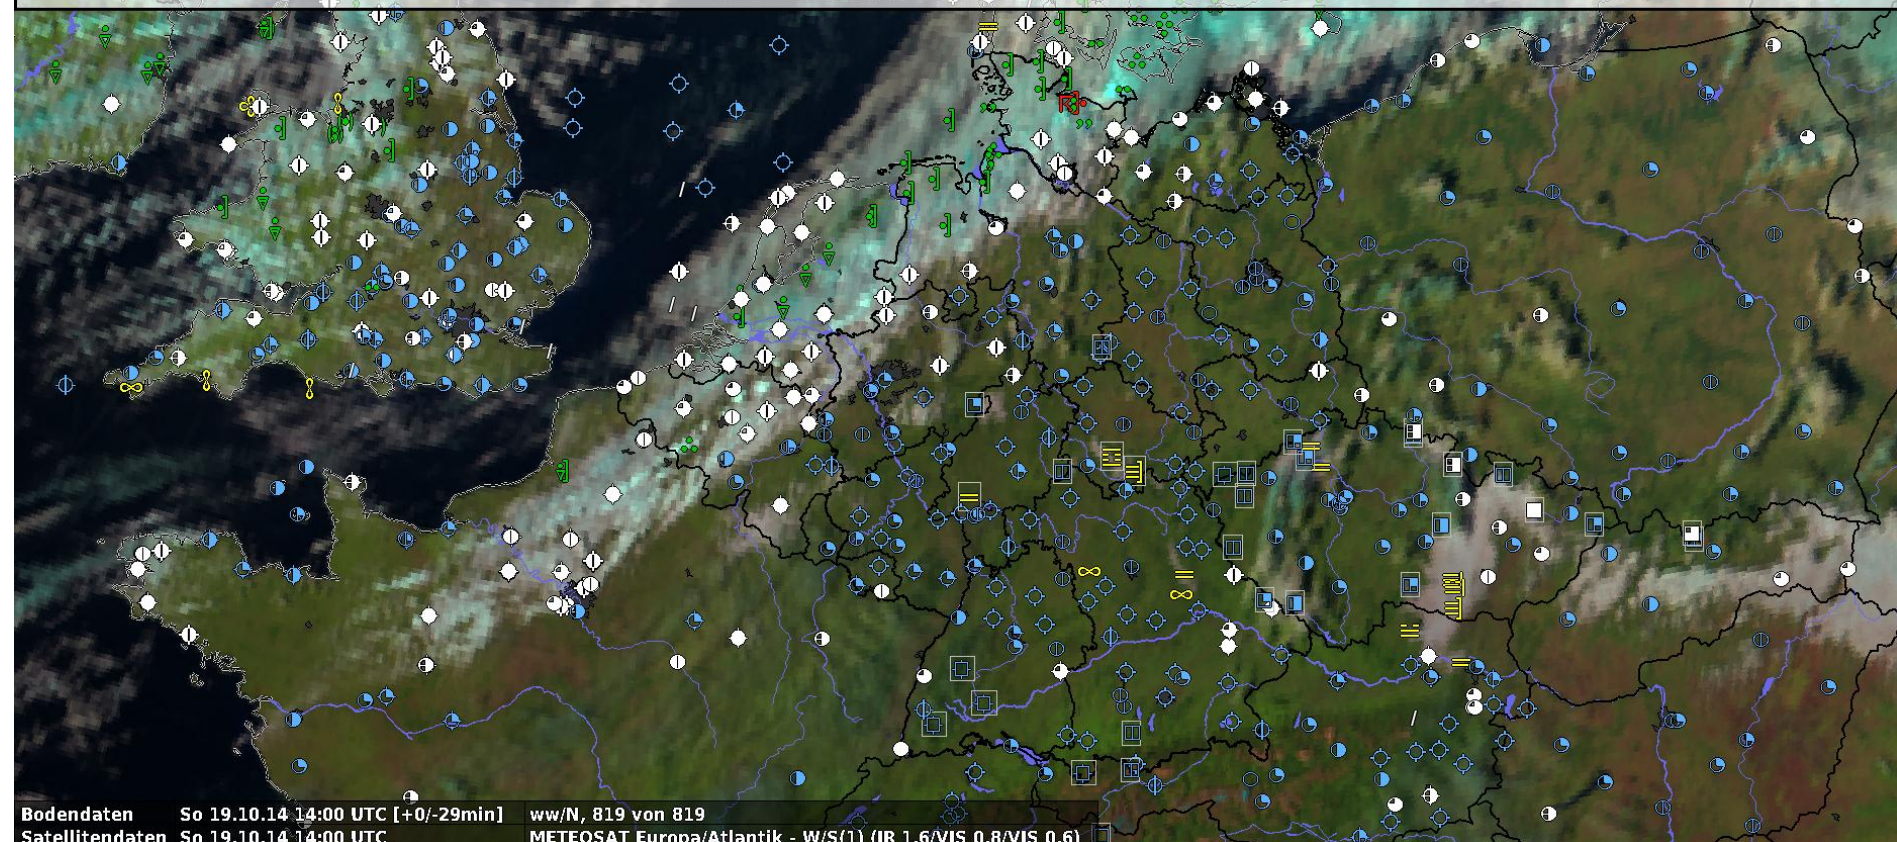 Bodendaten So 19.10.14 14:00 UTC [+0/-29min] ww/N, 819 von 819
Satellitendaten So 19.10.14 14:00 UTC METEOSAT Europa/Atlantik - W/S(1) (IR 1.6/VIS 0.8/VIS 0.6)